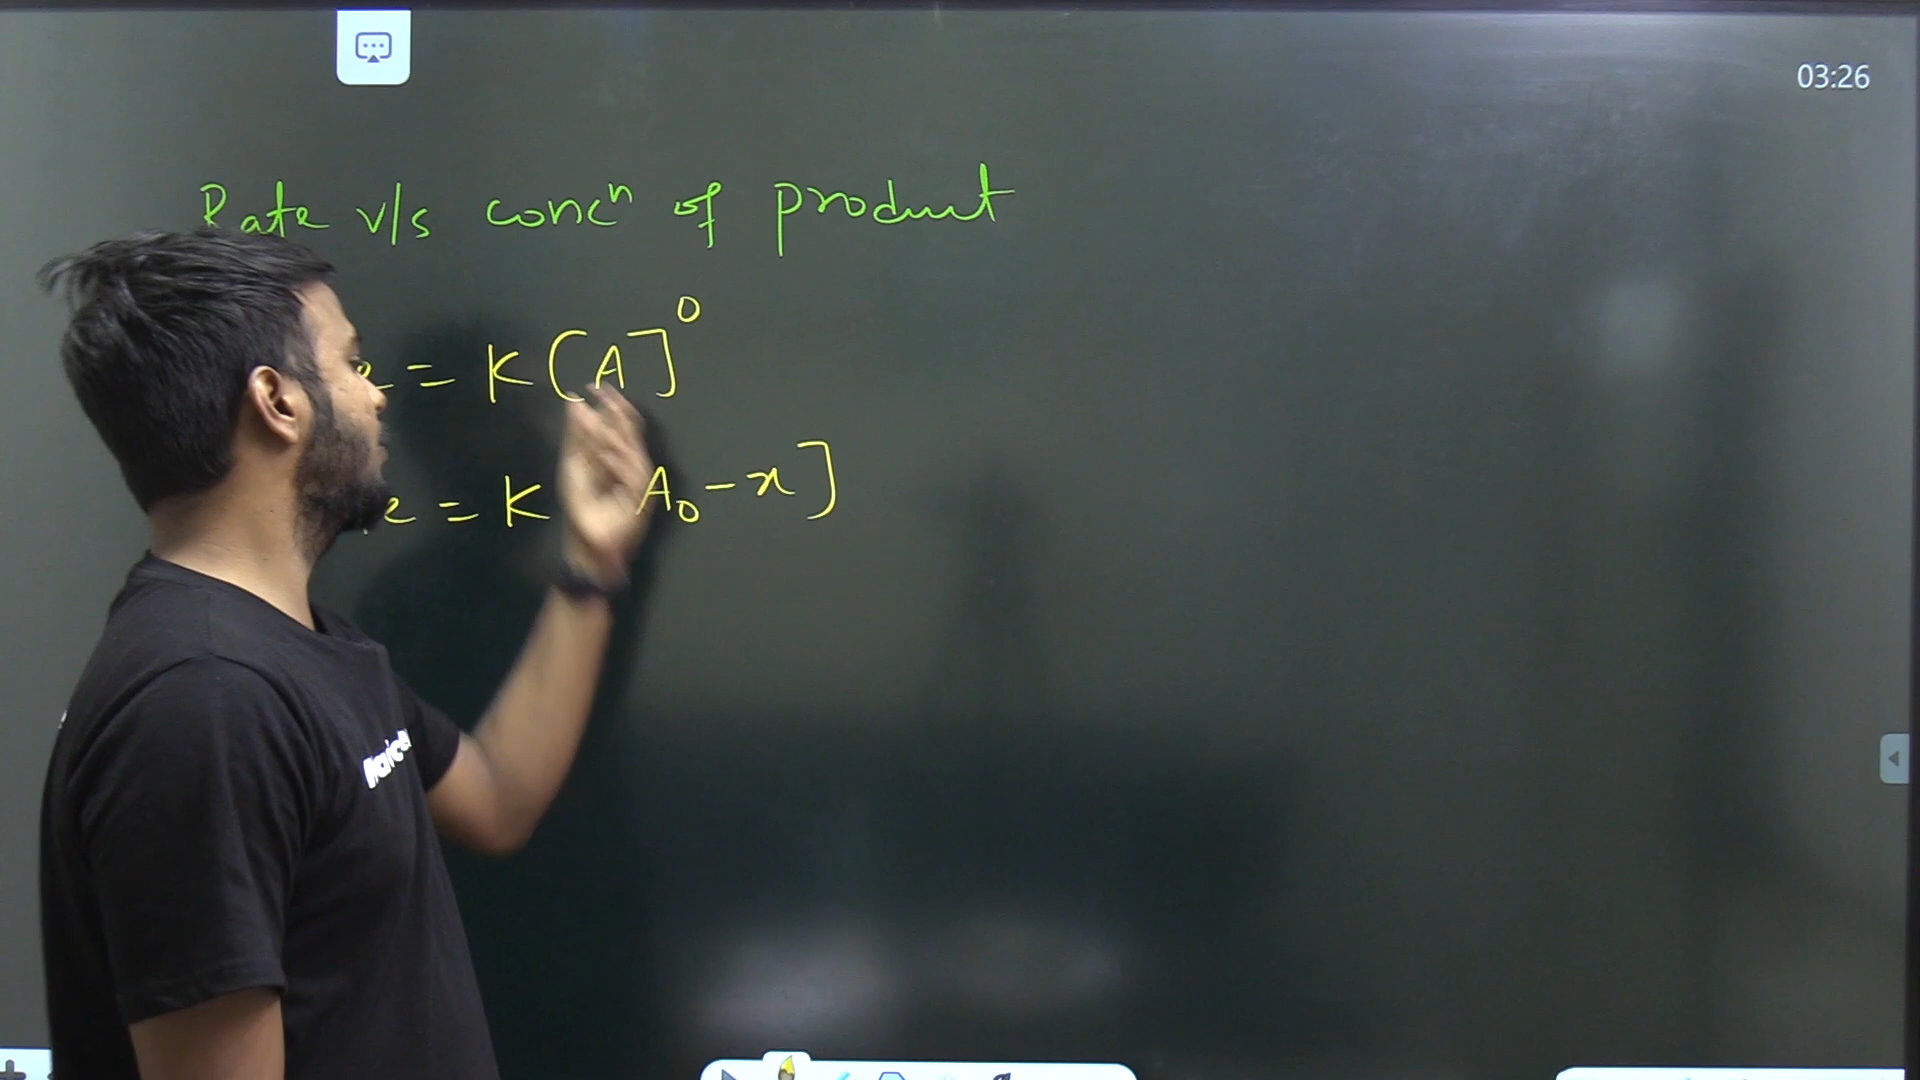 03:26
Rate v/s concⁿ of product
= K[A]⁰
= K A₀-x]